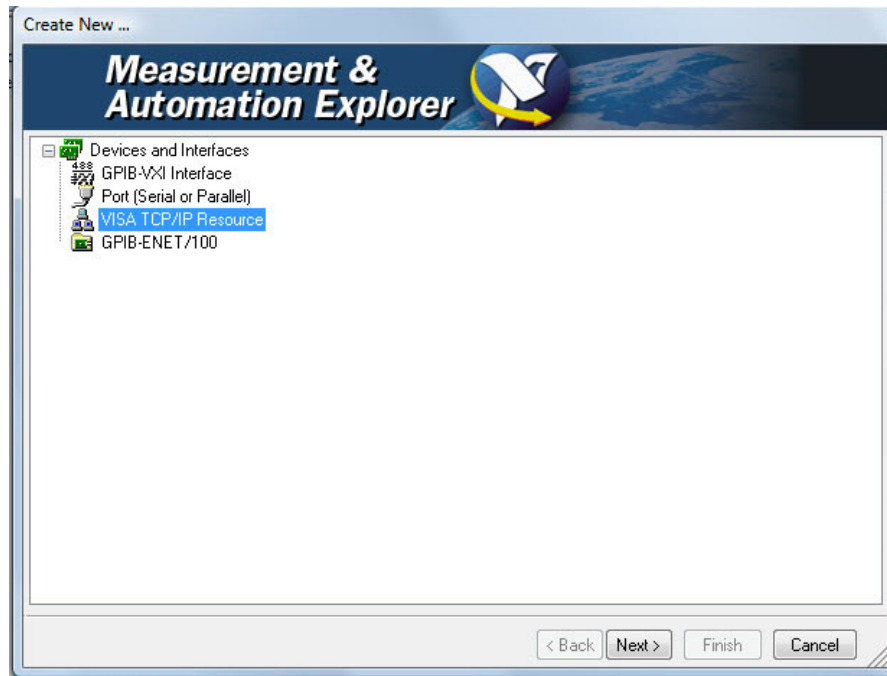 Create New ...
Measurement &
Automation Explorer
Devices and Interfaces
GPIB-VXI Interface
Port (Serial or Parallel)
VISA TCP/IP Resource
GPIB-ENET/100
< Back
Next >
Finish
Cancel